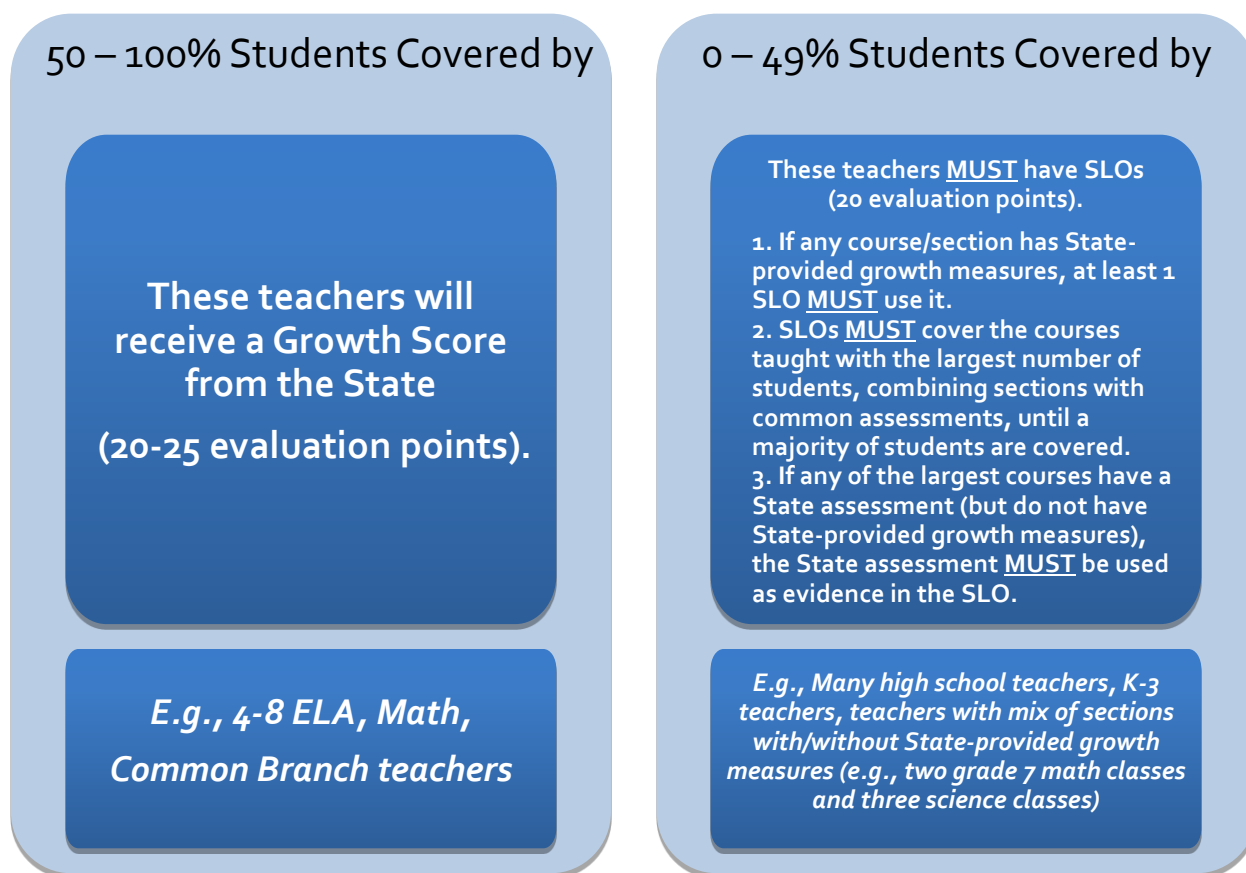 50 – 100% Students Covered by
These teachers will
receive a Growth Score
from the State
(20-25 evaluation points).
E.g., 4-8 ELA, Math,
Common Branch teachers
0 – 49% Students Covered by
These teachers MUST have SLOs
(20 evaluation points).
1. If any course/section has State-
provided growth measures, at least 1
SLO MUST use it.
2. SLOs MUST cover the courses
taught with the largest number of
students, combining sections with
common assessments, until a
majority of students are covered.
3. If any of the largest courses have a
State assessment (but do not have
State-provided growth measures),
the State assessment MUST be used
as evidence in the SLO.
E.g., Many high school teachers, K-3
teachers, teachers with mix of sections
with/without State-provided growth
measures (e.g., two grade 7 math classes
and three science classes)